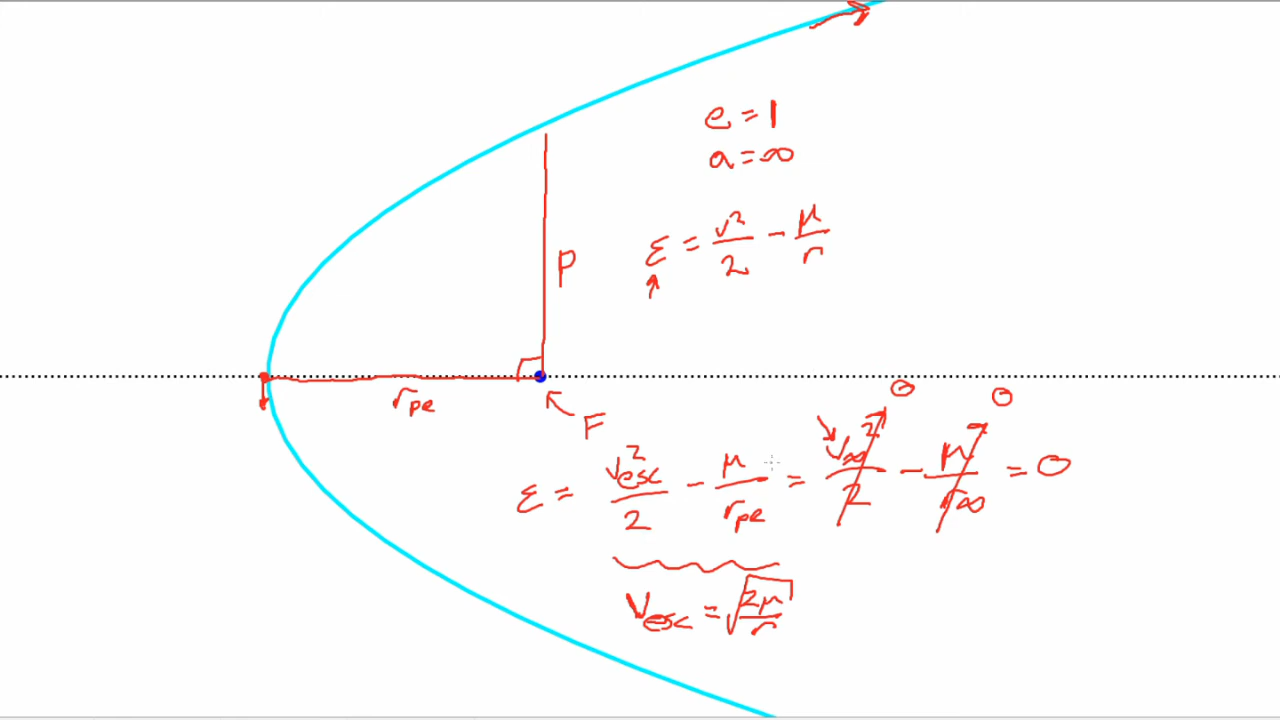 e = 1
a = ∞
ε = v²/2 − μ/r
p
r_pe
F
ε = v_esc²/2 − μ/r_pe = v_∞²/2 − μ/r_∞ = 0
0
0
v_esc = √(2μ/r)